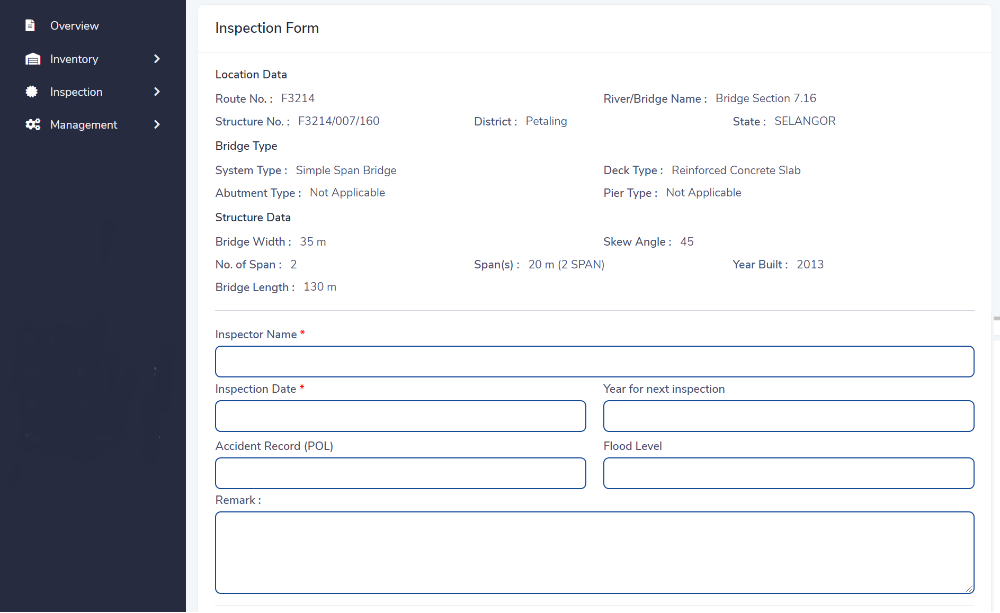 Overview
Inventory
Inspection
Management
Inspection Form
Location Data
Route No. : F3214 River/Bridge Name : Bridge Section 7.16
Structure No. : F3214/007/160 District : Petaling State : SELANGOR
Bridge Type
System Type : Simple Span Bridge Deck Type : Reinforced Concrete Slab
Abutment Type : Not Applicable Pier Type : Not Applicable
Structure Data
Bridge Width : 35 m Skew Angle : 45
No. of Span : 2 Span(s) : 20 m (2 SPAN) Year Built : 2013
Bridge Length : 130 m
Inspector Name *
Inspection Date * Year for next inspection
Accident Record (POL) Flood Level
Remark :